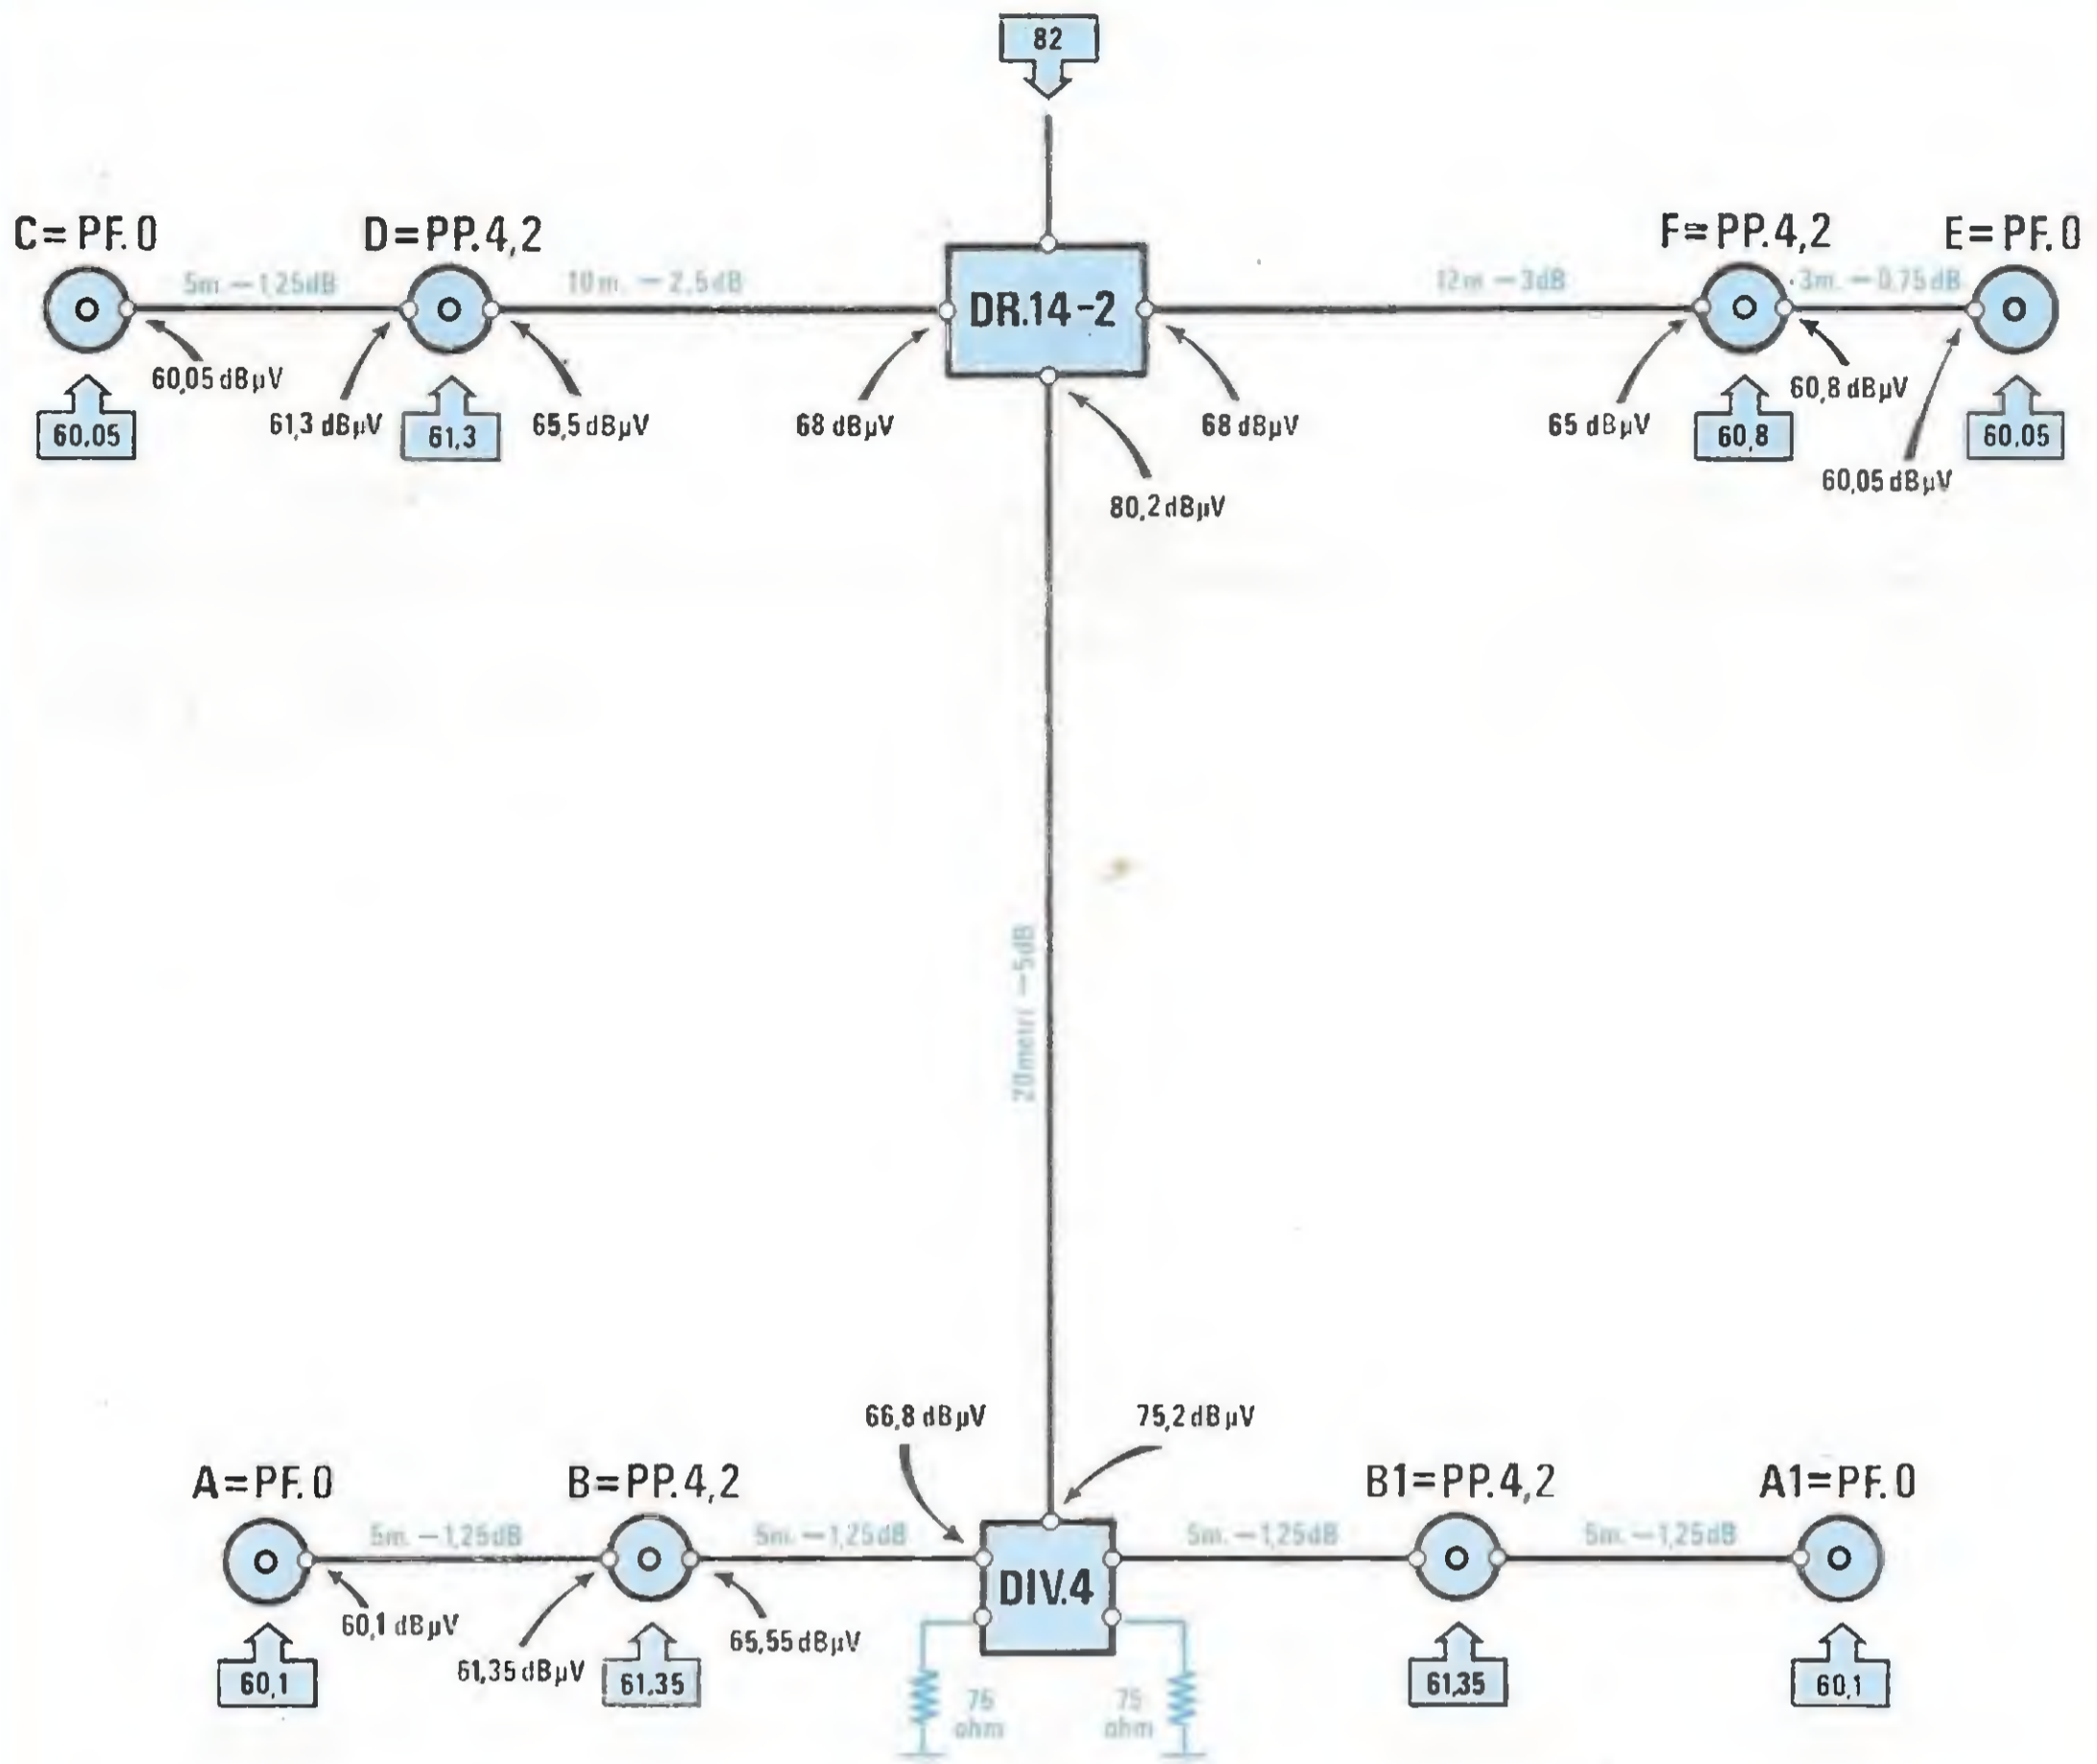 82
C=PF.0
D=PP.4,2
F=PP.4,2
E=PF.0
5m.-1,25dB
10m. -2,5dB
DR.14-2
12m -3dB
3m. -0,75dB
60,05 dBµV
61,3 dBµV
65,5 dBµV
68 dBµV
68 dBµV
65 dBµV
60,8 dBµV
60.05
61,3
60,8
60.05
60,05 dBµV
80,2 dBµV
20metri -5dB
66,8 dBµV
75,2 dBµV
A=PF.0
B=PP.4,2
B1=PP.4,2
A1=PF.0
5m.-1,25dB
5m.-1,25dB
DIV.4
5m.-1,25dB
5m.-1,25dB
60,1 dBµV
61,35 dBµV
65,55 dBµV
60,1
61.35
61,35
60,1
75
ohm
75
ohm